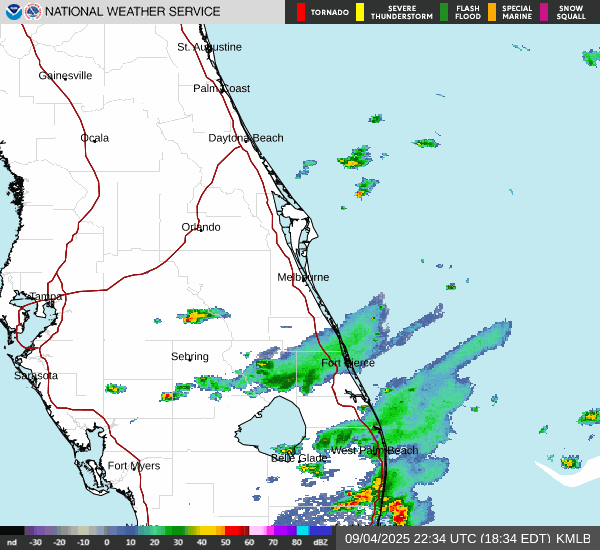 NATIONAL WEATHER SERVICE
TORNADO
SEVERE THUNDERSTORM
FLASH FLOOD
SPECIAL MARINE
SNOW SQUALL
St. Augustine
Gainesville
Palm Coast
Ocala
Daytona Beach
Orlando
Melbourne
Tampa
Sebring
Fort Pierce
Sarasota
West Palm Beach
Belle Glade
Fort Myers
nd -30 -20 -10 0 10 20 30 40 50 60 70 80 dBZ
09/04/2025 22:34 UTC (18:34 EDT) KMLB